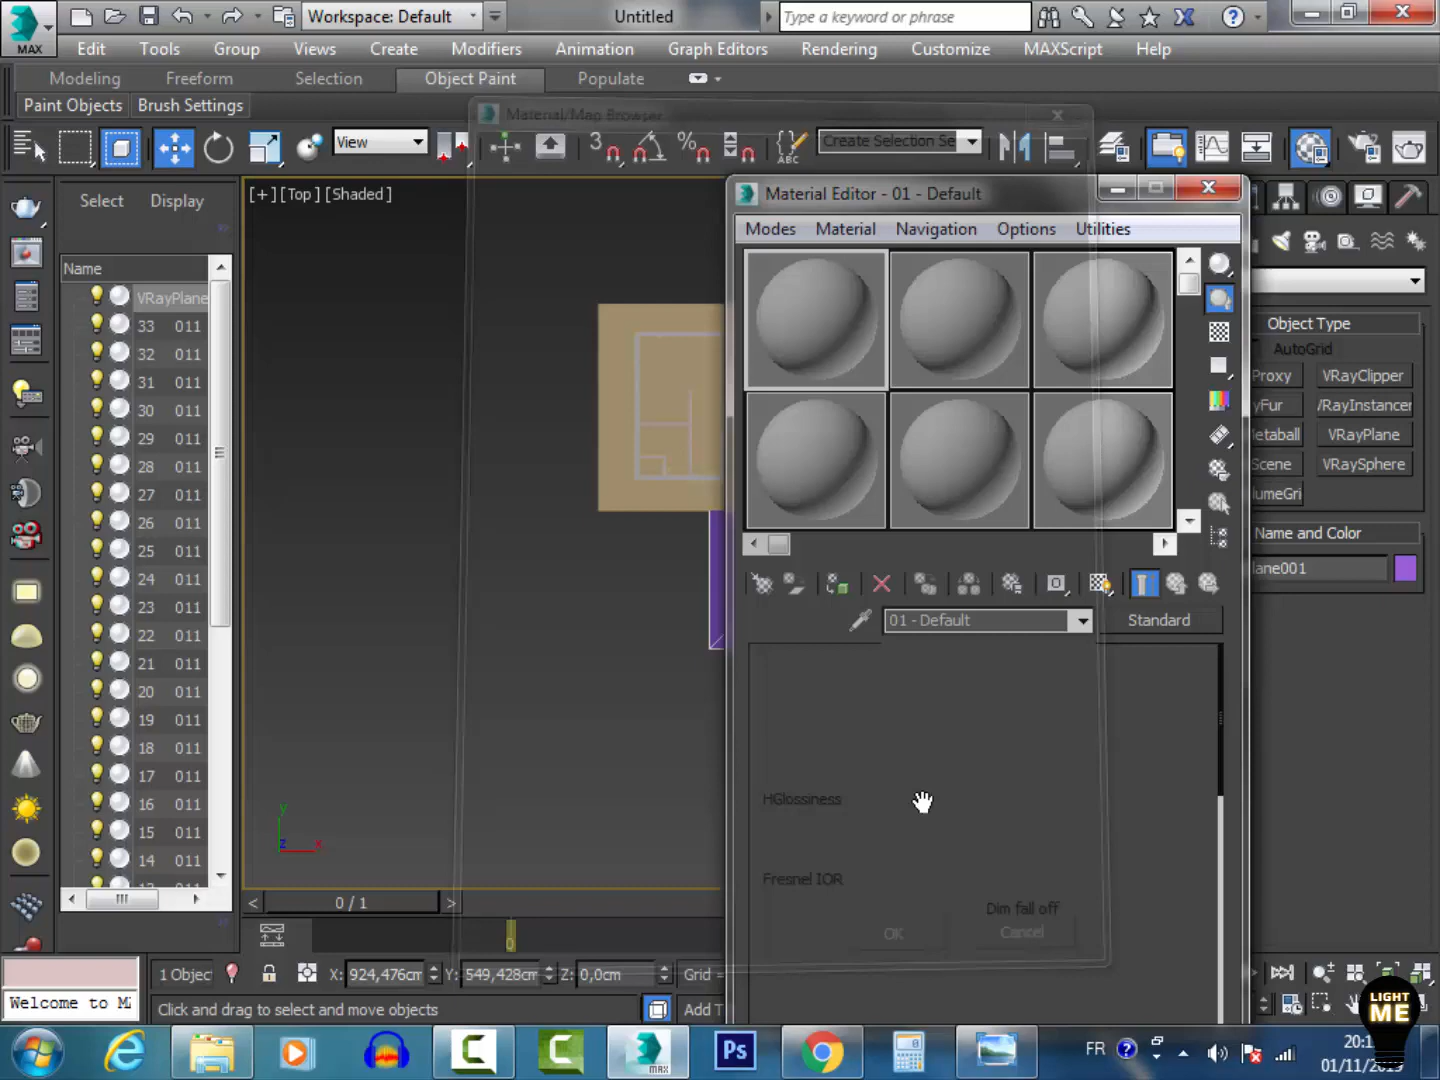 Workspace: Default
Untitled
Type a keyword or phrase
MAX
Edit Tools Group Views Create Modifiers Animation Graph Editors Rendering Customize MAXScript Help
Modeling Freeform Selection Object Paint Populate
Paint Objects Brush Settings
Material/Map Browser
View
3
%
ABC
Create Selection Se
Select Display
[+] [Top] [Shaded]
Material Editor - 01 - Default
Modes Material Navigation Options Utilities
Name
VRayPlane
33 011
32 011
31 011
30 011
29 011
28 011
27 011
26 011
25 011
24 011
23 011
22 011
21 011
20 011
19 011
18 011
17 011
16 011
15 011
14 011
Object Type
AutoGrid
Proxy VRayClipper
yFur /RayInstancer
letaball VRayPlane
Scene VRaySphere
umeGri
Name and Color
lane001
01 - Default
Standard
HGlossiness
Fresnel IOR
Dim fall off
OK Cancel
y
z x
0 / 1
0
1 Objec X: 924,476cm Y: 549,428cm Z: 0,0cm Grid =
Welcome to M
Click and drag to select and move objects
Add T
LIGHT
ME
MAX
Ps
FR
20:1
01/11/20